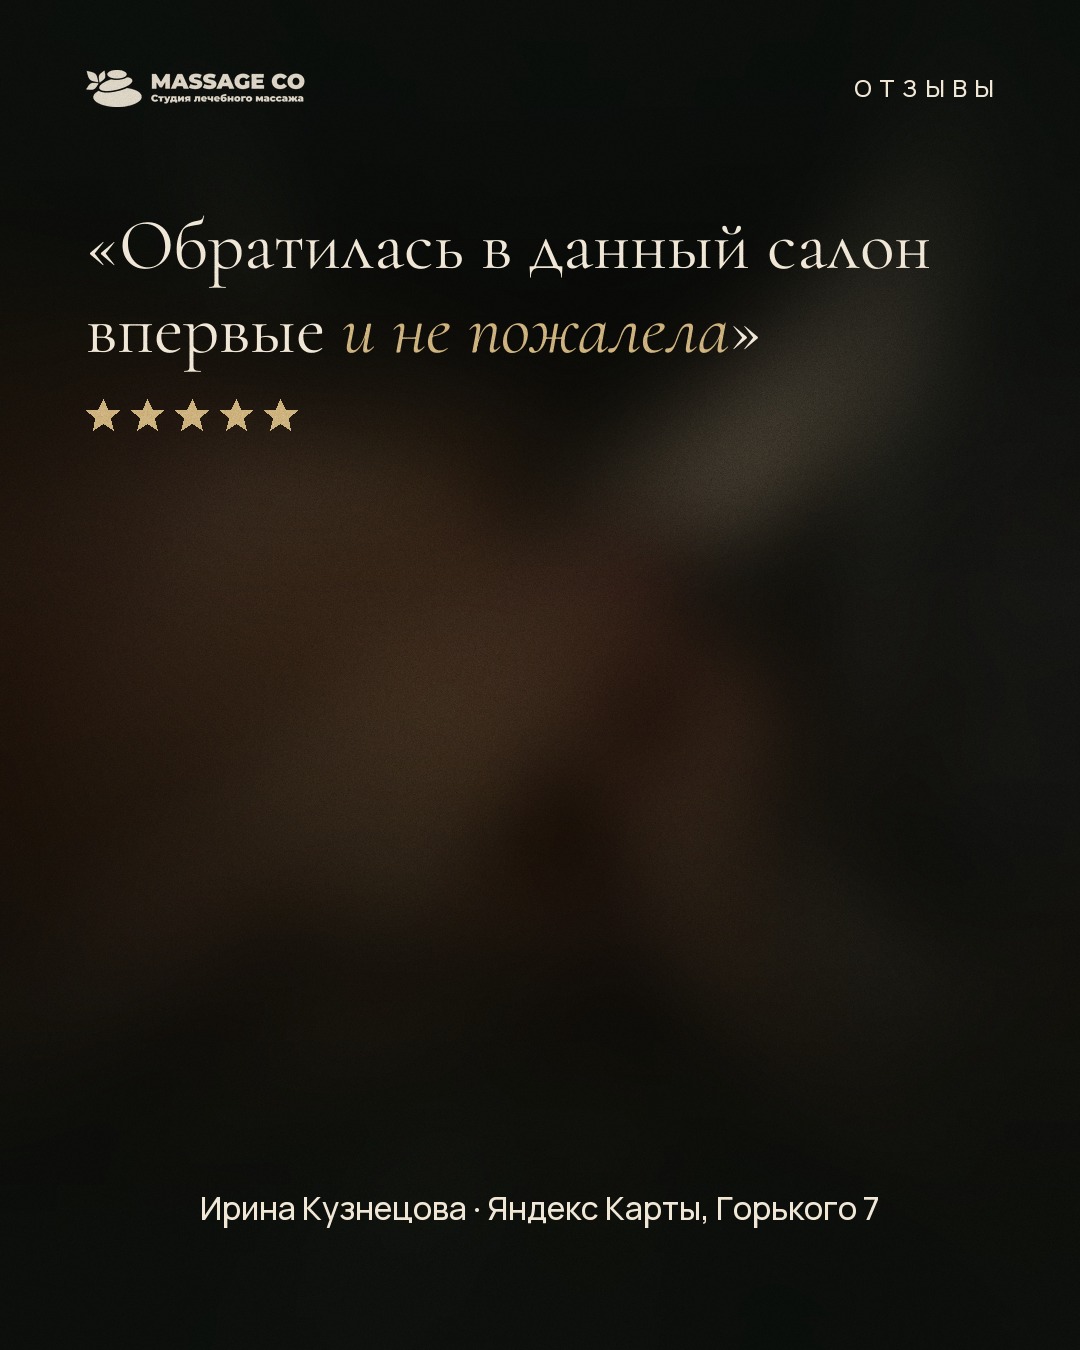 MASSAGE CO
Студия лечебного массажа
ОТЗЫВЫ
«Обратилась в данный салон
впервые и не пожалела»
Ирина Кузнецова · Яндекс Карты, Горького 7